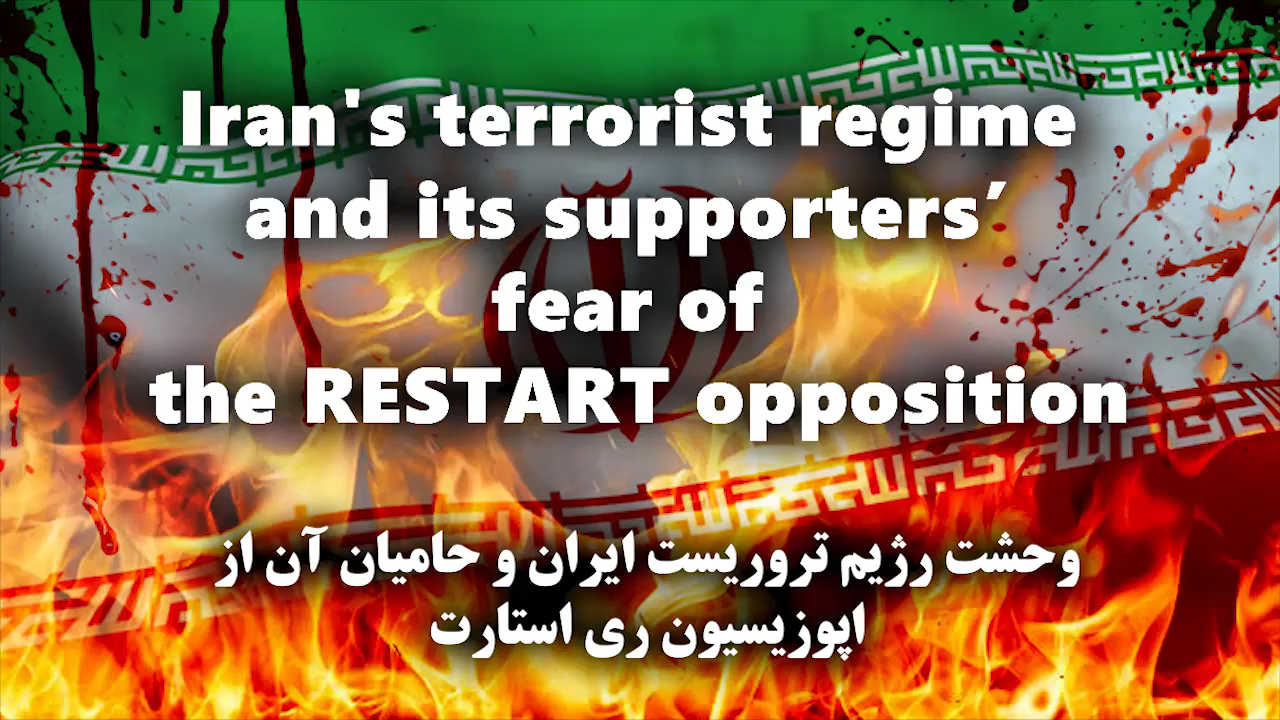 Iran's terrorist regime
and its supporters’
fear of
the RESTART opposition
وحشت رژیم تروریست ایران و حامیان آن از
اپوزیسیون ری استارت